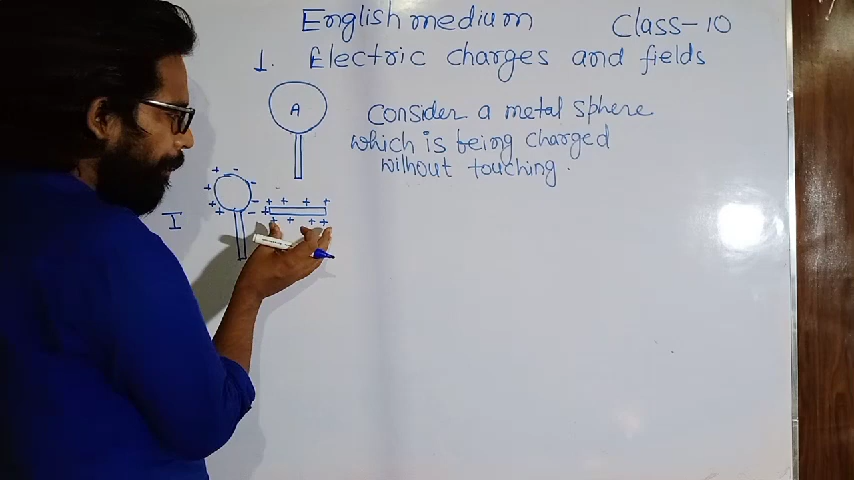 English medium Class-10
1. Electric charges and fields
A
Consider a metal sphere
which is being charged
without touching.
I